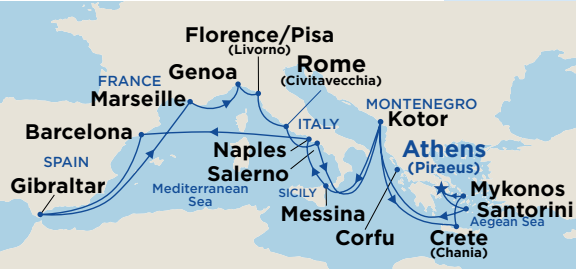 Florence/Pisa
(Livorno)
Rome
(Civitavecchia)
Genoa
FRANCE
Marseille
MONTENEGRO
Kotor
ITALY
Barcelona
Athens
(Piraeus)
Naples
SPAIN
Salerno
Gibraltar
Mediterranean
Sea
SICILY
Mykonos
Messina
Santorini
Aegean Sea
Corfu
Crete
(Chania)